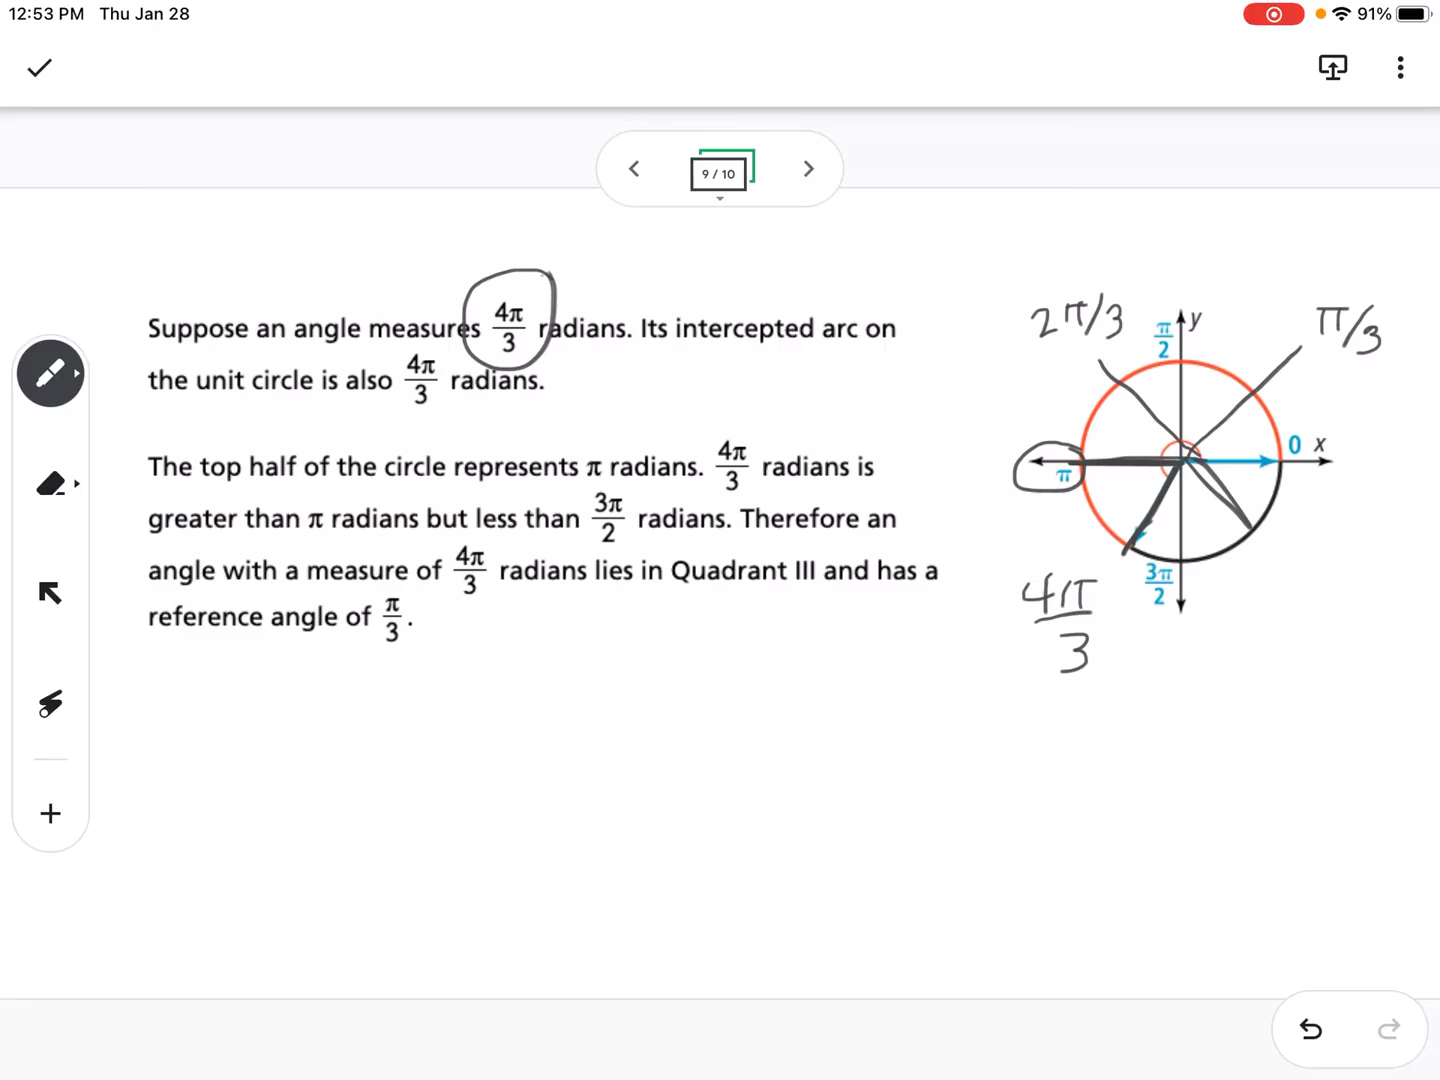 12:53 PM Thu Jan 28
91%
9 / 10
Suppose an angle measures 4π/3 radians. Its intercepted arc on
the unit circle is also 4π/3 radians.
The top half of the circle represents π radians. 4π/3 radians is
greater than π radians but less than 3π/2 radians. Therefore an
angle with a measure of 4π/3 radians lies in Quadrant III and has a
reference angle of π/3.
2π/3
π/2
y
π/3
0 x
π
3π/2
4π/3